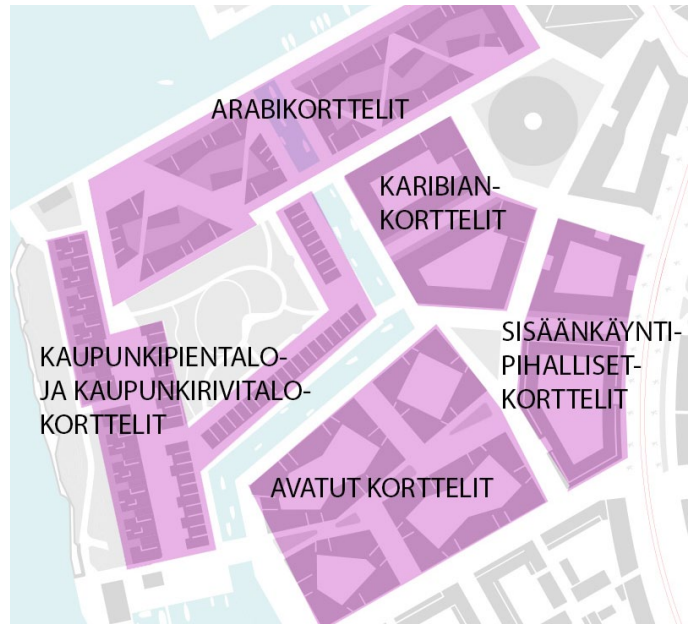 ARABIKORTTELIT
KARIBIAN-
KORTTELIT
SISÄÄNKÄYNTI-
PIHALLISET-
KORTTELIT
KAUPUNKIPIENTALO-
JA KAUPUNKIRIVITALO-
KORTTELIT
AVATUT KORTTELIT